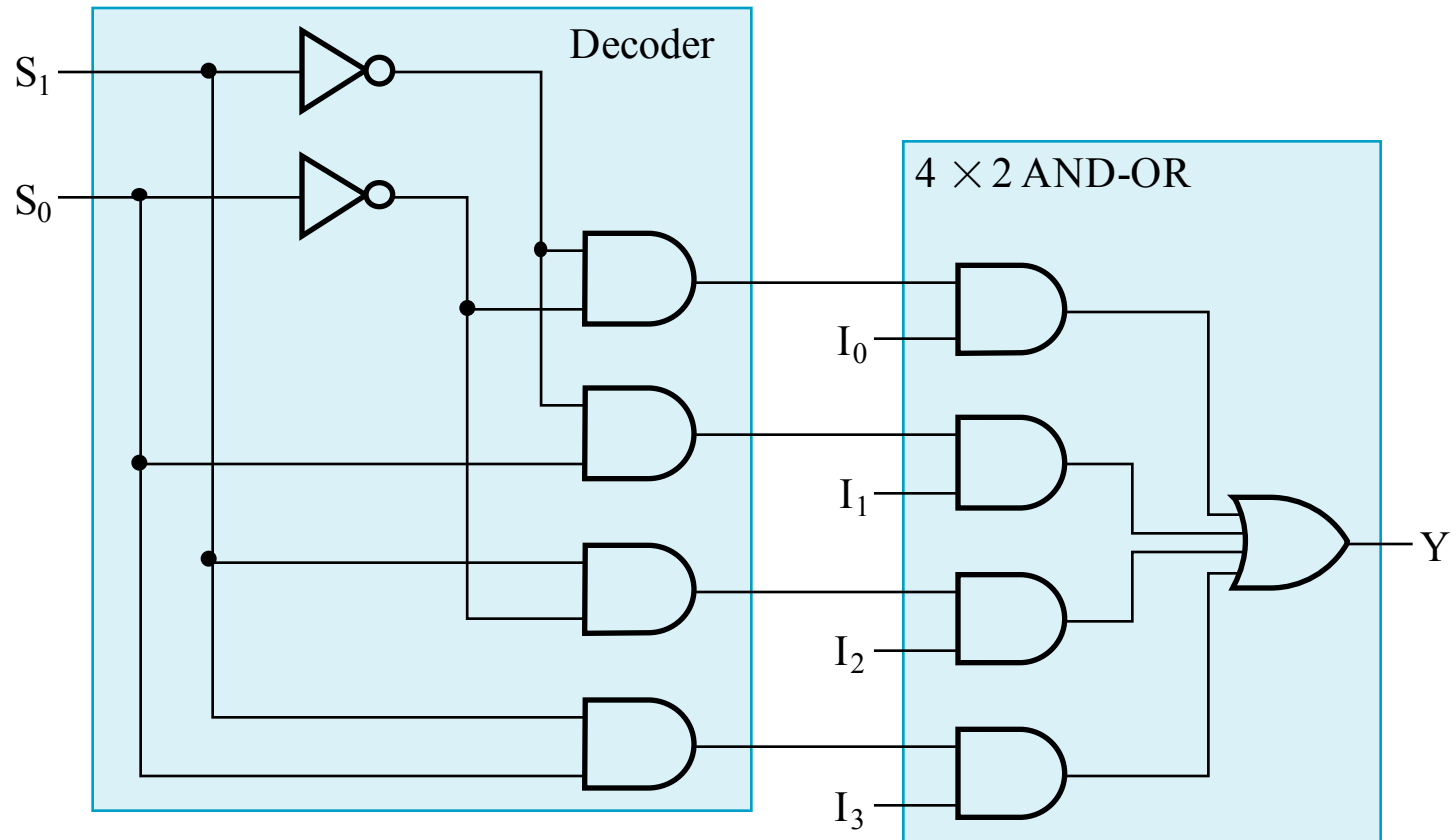 Decoder
S₁
S₀
4 × 2 AND-OR
I₀
I₁
Y
I₂
I₃